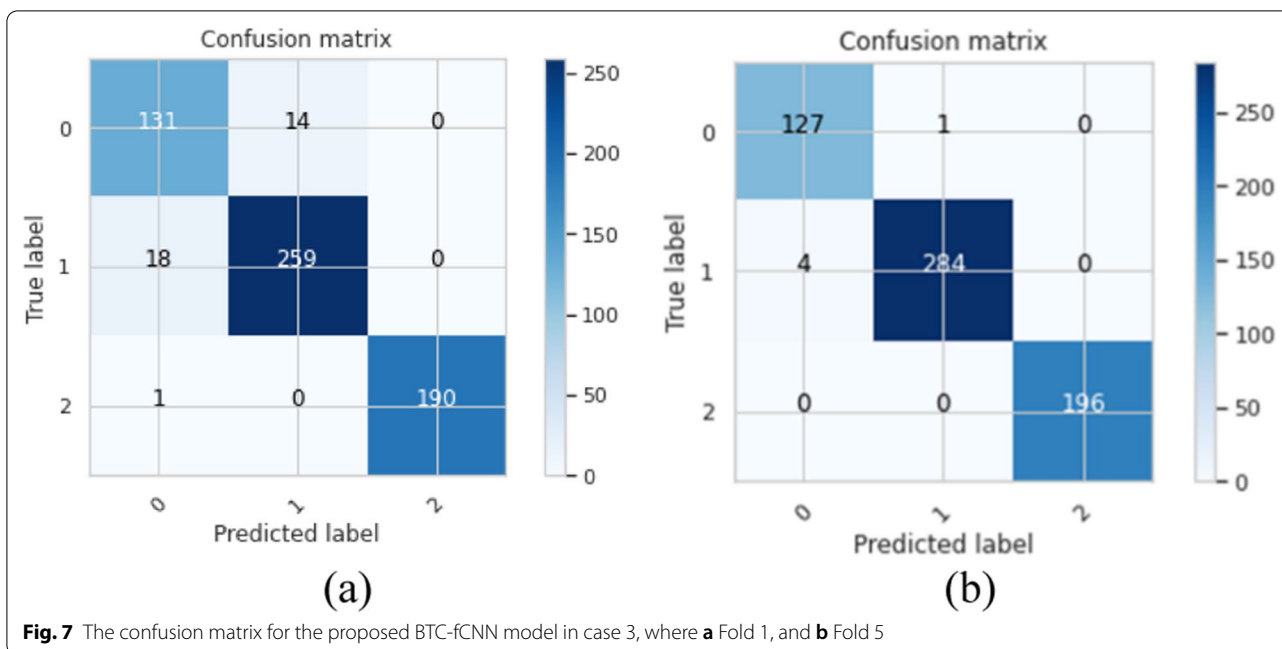 Confusion matrix
250
200
150
100
50
0
True label
0
1
2
131 14 0
18 259 0
1 0 190
0 1 2
Predicted label
(a)
Confusion matrix
250
200
150
100
50
0
True label
0
1
2
127 1 0
4 284 0
0 0 196
0 1 2
Predicted label
(b)
Fig. 7 The confusion matrix for the proposed BTC-fCNN model in case 3, where a Fold 1, and b Fold 5